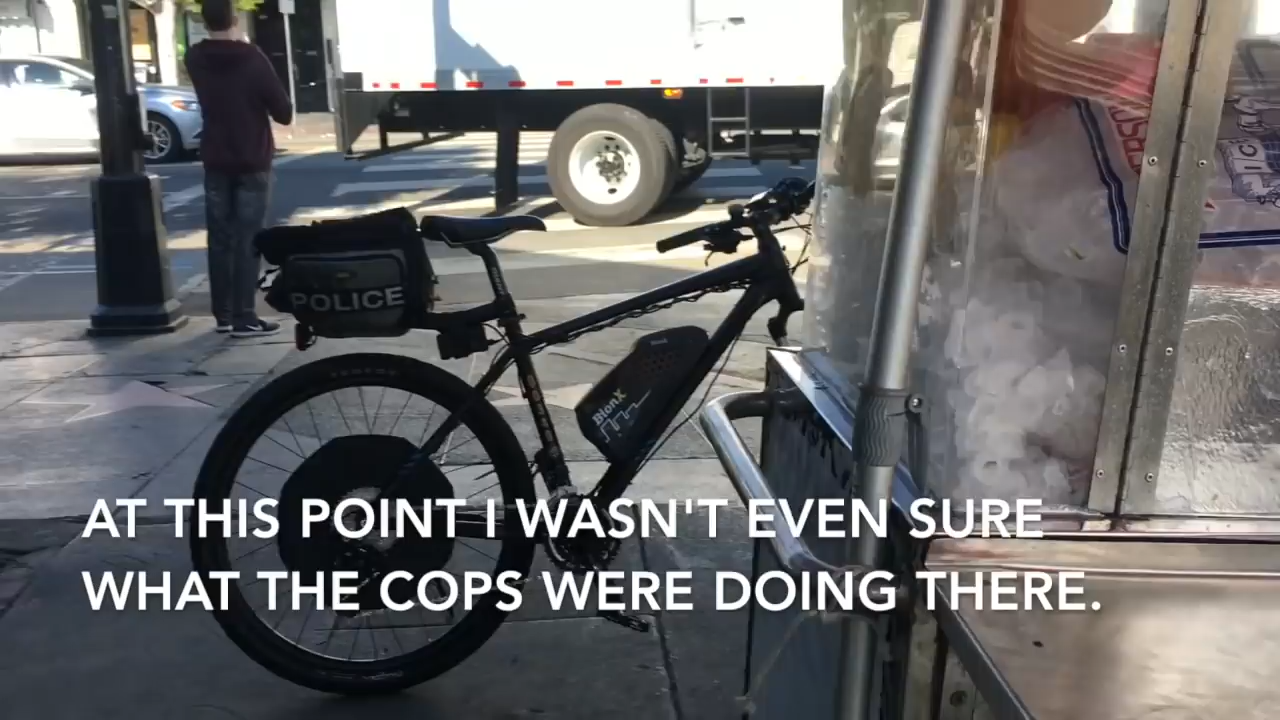 POLICE
BionX
AT THIS POINT I WASN'T EVEN SURE
WHAT THE COPS WERE DOING THERE.